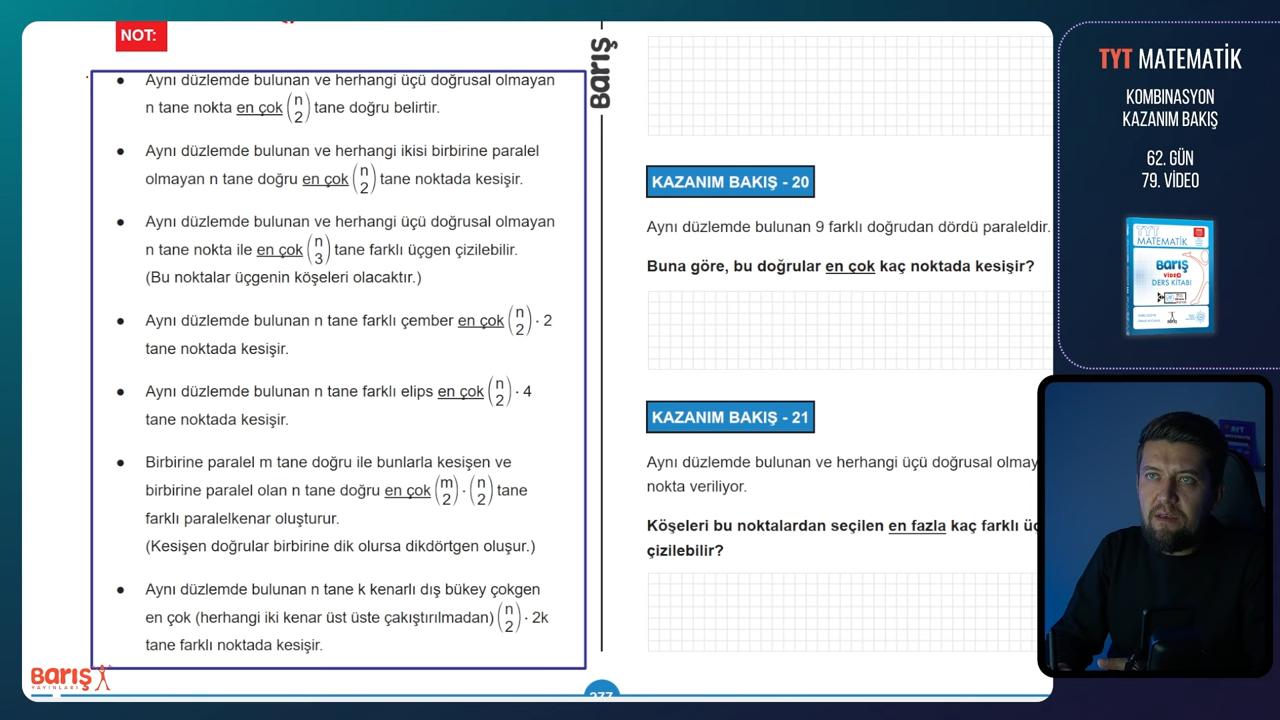 NOT:
• Aynı düzlemde bulunan ve herhangi üçü doğrusal olmayan
n tane nokta en çok (n 2) tane doğru belirtir.
• Aynı düzlemde bulunan ve herhangi ikisi birbirine paralel
olmayan n tane doğru en çok (n 2) tane noktada kesişir.
• Aynı düzlemde bulunan ve herhangi üçü doğrusal olmayan
n tane nokta ile en çok (n 3) tane farklı üçgen çizilebilir.
(Bu noktalar üçgenin köşeleri olacaktır.)
• Aynı düzlemde bulunan n tane farklı çember en çok (n 2) · 2
tane noktada kesişir.
• Aynı düzlemde bulunan n tane farklı elips en çok (n 2) · 4
tane noktada kesişir.
• Birbirine paralel m tane doğru ile bunlarla kesişen ve
birbirine paralel olan n tane doğru en çok (m 2) · (n 2) tane
farklı paralelkenar oluşturur.
(Kesişen doğrular birbirine dik olursa dikdörtgen oluşur.)
• Aynı düzlemde bulunan n tane k kenarlı dış bükey çokgen
en çok (herhangi iki kenar üst üste çakıştırılmadan) (n 2) · 2k
tane farklı noktada kesişir.
BARIŞ
YAYINLARI
BARIŞ
KAZANIM BAKIŞ - 20
Aynı düzlemde bulunan 9 farklı doğrudan dördü paraleldir.
Buna göre, bu doğrular en çok kaç noktada kesişir?
KAZANIM BAKIŞ - 21
Aynı düzlemde bulunan ve herhangi üçü doğrusal olmay
nokta veriliyor.
Köşeleri bu noktalardan seçilen en fazla kaç farklı üç
çizilebilir?
277
TYT MATEMATİK
KOMBINASYON
KAZANIM BAKIŞ
62. GÜN
79. VİDEO
TYT
MATEMATİK
BARIŞ
VİDEO
DERS KİTABI